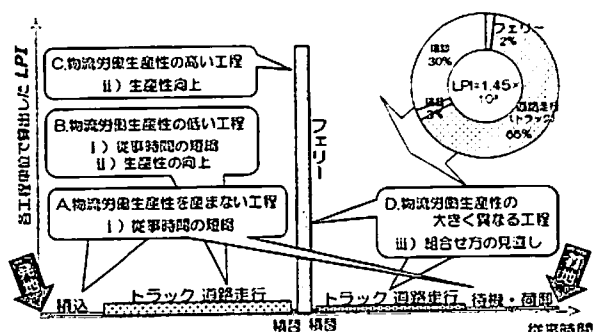 各工程単位で算出したLPI
C.物流労働生産性の高い工程
ii) 生産性向上
B.物流労働生産性の低い工程
i) 従事時間の短縮
ii) 生産性の向上
A.物流労働生産性を産まない工程
i) 従事時間の短縮
フェリー
フェリー
2%
30%
LPI=1.45×
道路走行
(トラック)
3%
D.物流労働生産性の
大きく異なる工程
iii) 組合せ方の見直し
発地
積込
トラック 道路走行
トラック 道路走行
待機・荷卸
着地
従事時間